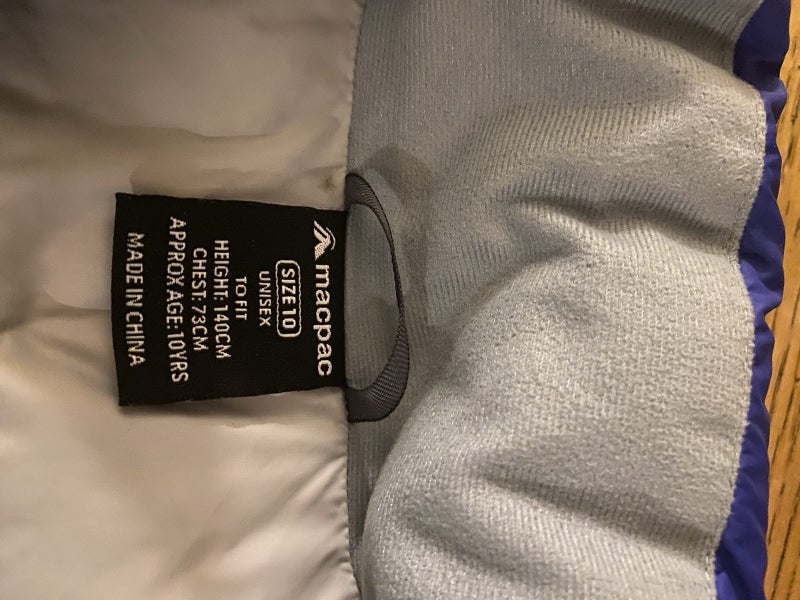 macpac
SIZE 10
UNISEX
TO FIT
HEIGHT: 140CM
CHEST: 73CM
APPROX AGE: 10YRS
MADE IN CHINA